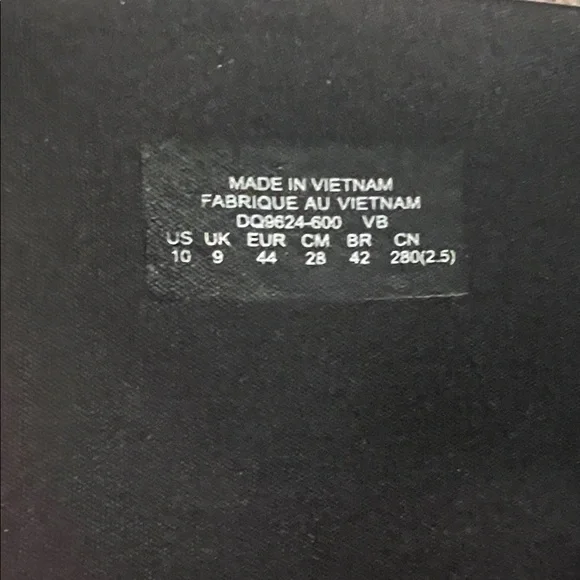 MADE IN VIETNAM
FABRIQUE AU VIETNAM
DQ9624-600 VB
US UK EUR CM BR CN
10 9 44 28 42 280(2.5)